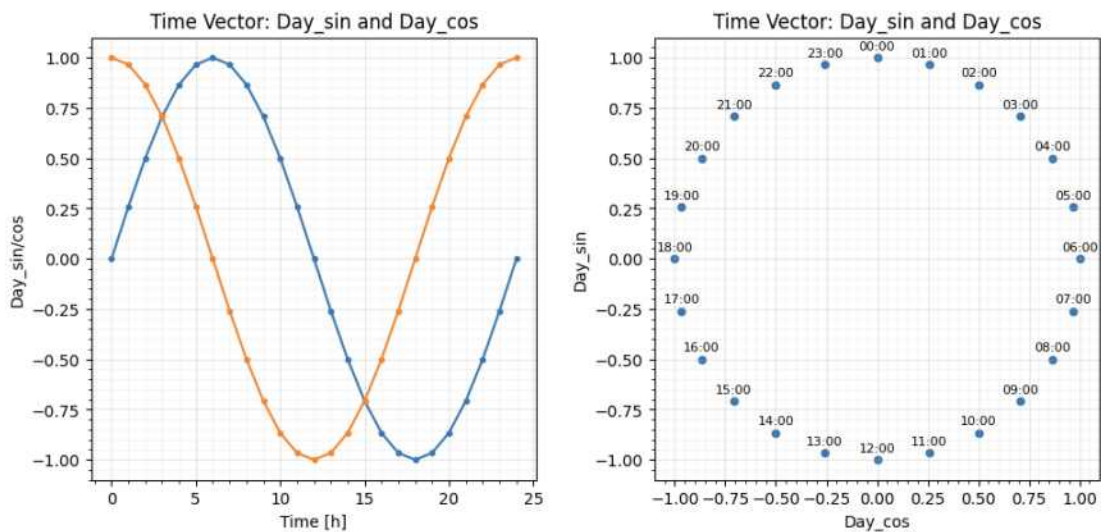 Time Vector: Day_sin and Day_cos
1.00
0.75
0.50
0.25
0.00
−0.25
−0.50
−0.75
−1.00
Day_sin/cos
0 5 10 15 20 25
Time [h]
Time Vector: Day_sin and Day_cos
1.00
0.75
0.50
0.25
0.00
−0.25
−0.50
−0.75
−1.00
Day_sin
23:00 00:00 01:00
22:00 02:00
21:00 03:00
20:00 04:00
19:00 05:00
18:00 06:00
17:00 07:00
16:00 08:00
15:00 09:00
14:00 10:00
13:00 12:00 11:00
−1.00 −0.75 −0.50 −0.25 0.00 0.25 0.50 0.75 1.00
Day_cos